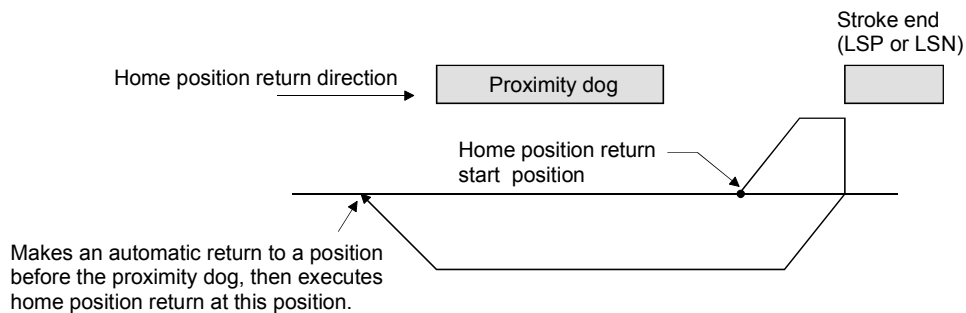 Stroke end
(LSP or LSN)
Home position return direction
Proximity dog
Home position return
start position
Makes an automatic return to a position
before the proximity dog, then executes
home position return at this position.